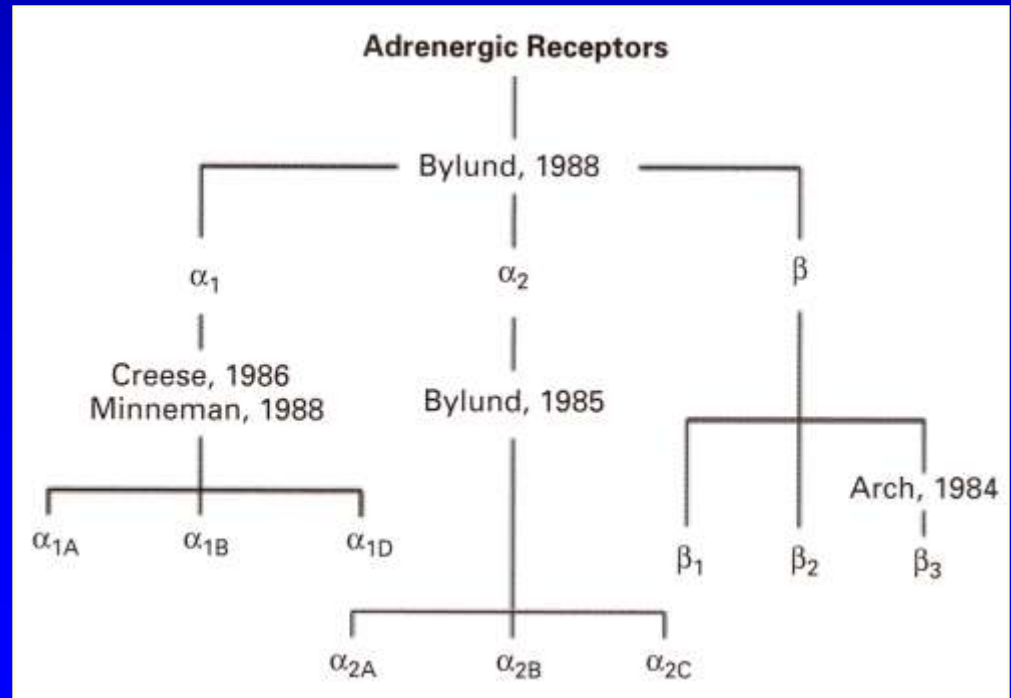 Adrenergic Receptors
Bylund, 1988
α₁
α₂
β
Creese, 1986
Minneman, 1988
Bylund, 1985
Arch, 1984
α₁A
α₁B
α₁D
β₁
β₂
β₃
α₂A
α₂B
α₂C